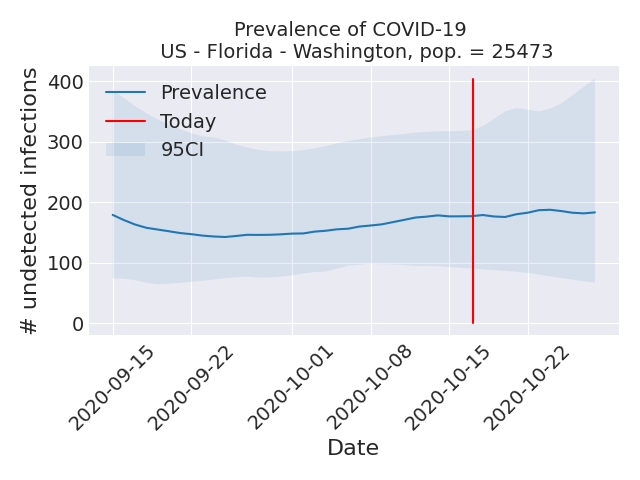 Prevalence of COVID-19
US - Florida - Washington, pop. = 25473
# undetected infections
400
300
200
100
0
Prevalence
Today
95CI
2020-09-15
2020-09-22
2020-10-01
2020-10-08
2020-10-15
2020-10-22
Date